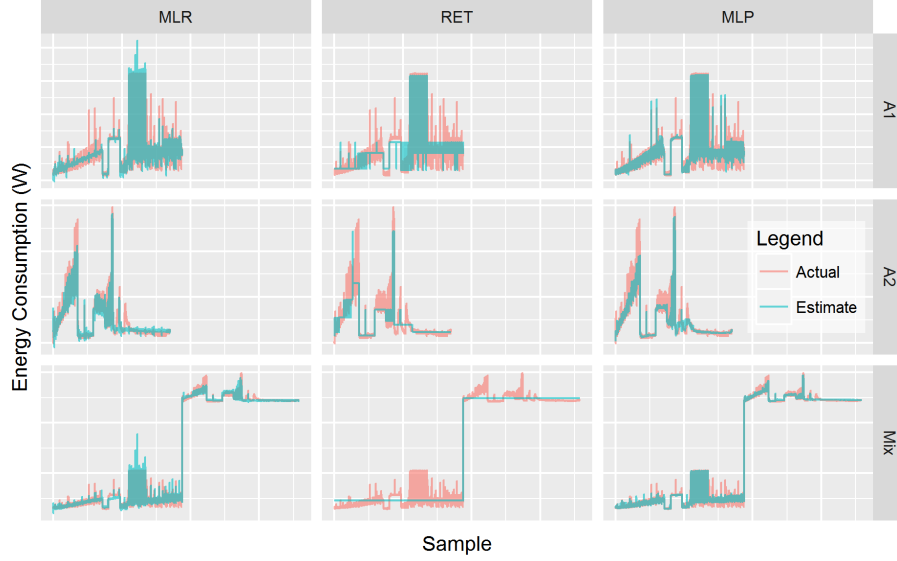 MLR
RET
MLP
A1
A2
Mix
Energy Consumption (W)
Legend
Actual
Estimate
Sample